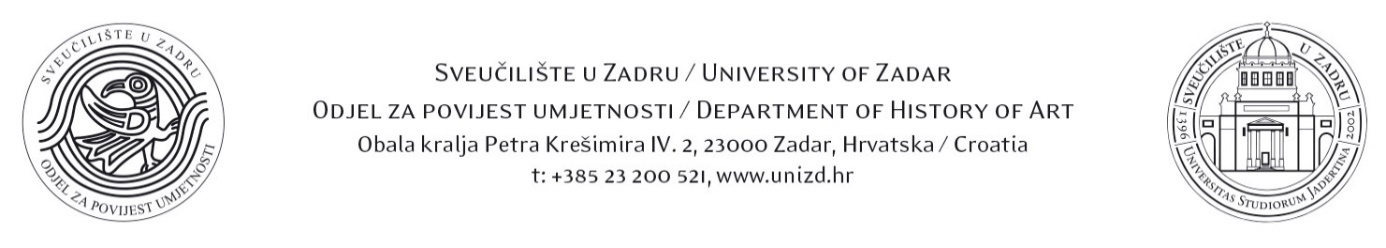 SVEUČILIŠTE U ZADRU
ODJEL ZA POVIJEST UMJETNOSTI
SVEUČILIŠTE U ZADRU / UNIVERSITY OF ZADAR
ODJEL ZA POVIJEST UMJETNOSTI / DEPARTMENT OF HISTORY OF ART
Obala kralja Petra Krešimira IV. 2, 23000 Zadar, Hrvatska / Croatia
t: +385 23 200 521, www.unizd.hr
SVEUČILIŠTE U ZADRU
1396
2002
UNIVERSITAS STUDIORUM JADERTINA